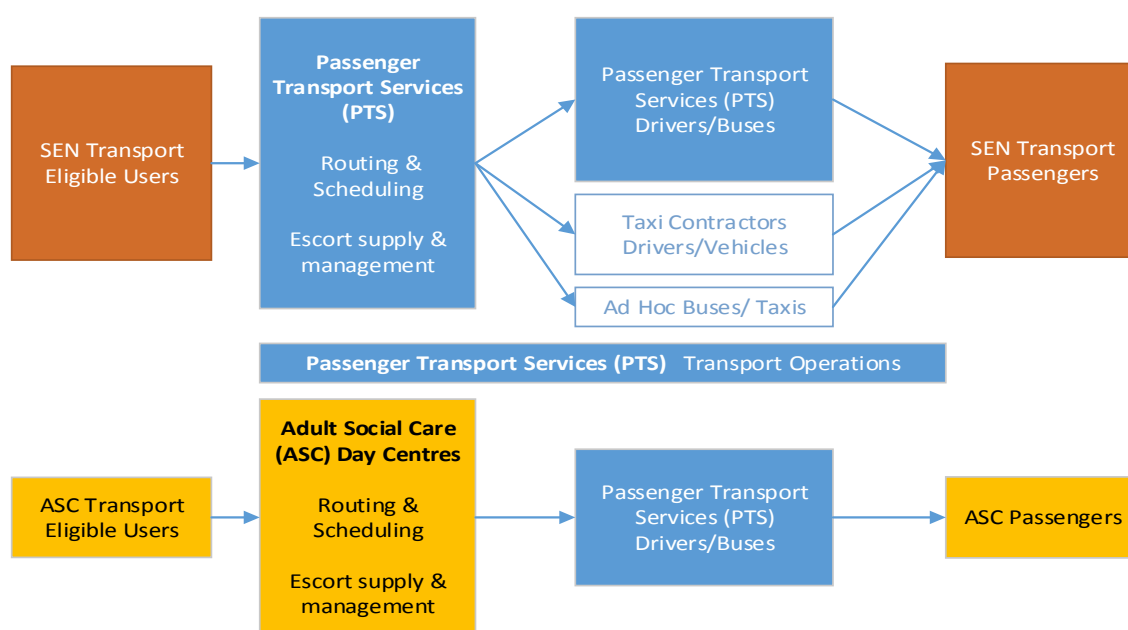 SEN Transport
Eligible Users
Passenger
Transport Services
(PTS)
Routing &
Scheduling
Escort supply &
management
Passenger Transport
Services (PTS)
Drivers/Buses
Taxi Contractors
Drivers/Vehicles
Ad Hoc Buses/ Taxis
SEN Transport
Passengers
Passenger Transport Services (PTS) Transport Operations
ASC Transport
Eligible Users
Adult Social Care
(ASC) Day Centres
Routing &
Scheduling
Escort supply &
management
Passenger Transport
Services (PTS)
Drivers/Buses
ASC Passengers